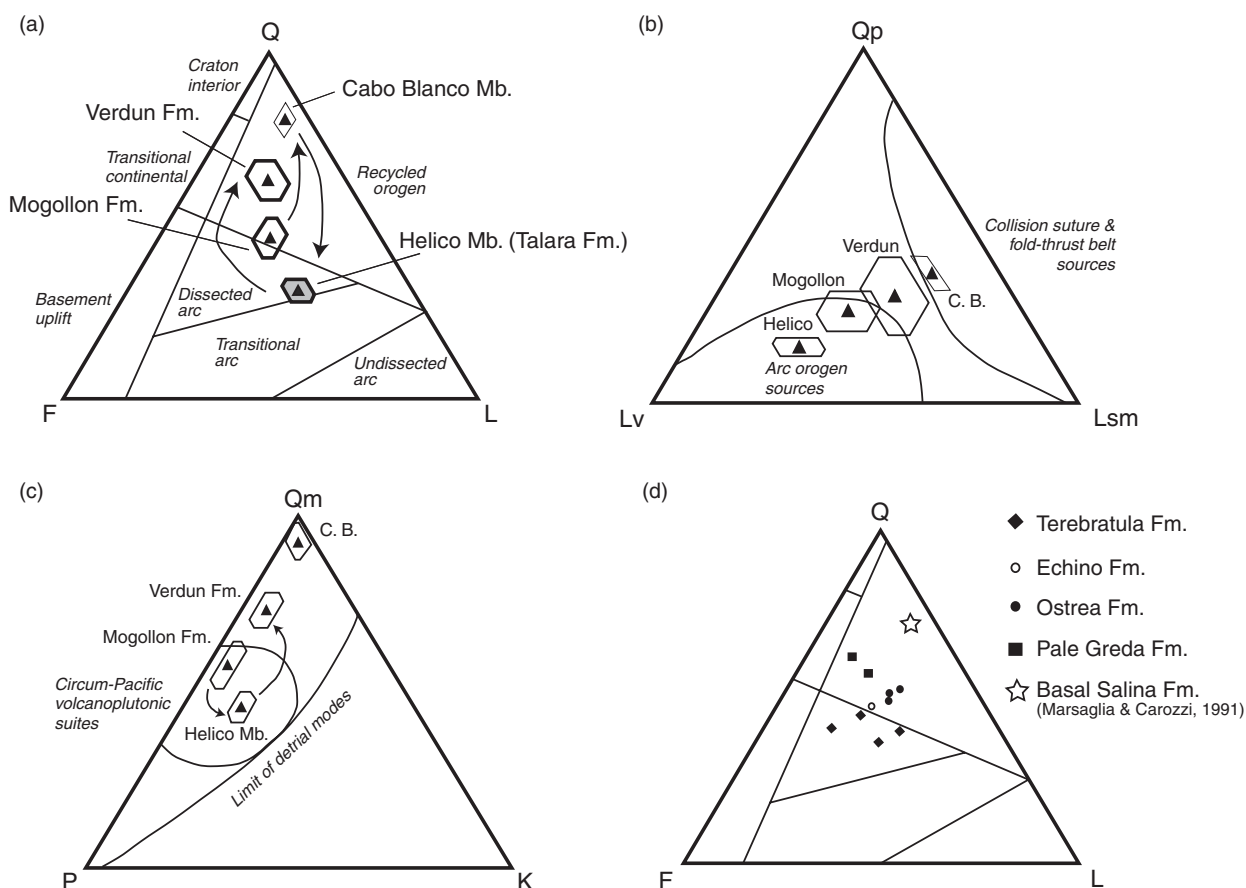 (a)
Q
Craton
interior
Cabo Blanco Mb.
Verdun Fm.
Transitional
continental
Recycled
orogen
Mogollon Fm.
Helico Mb. (Talara Fm.)
Basement
uplift
Dissected
arc
Transitional
arc
Undissected
arc
F
L
(b)
Qp
Collision suture &
fold-thrust belt
sources
Verdun
Mogollon
C. B.
Helico
Arc orogen
sources
Lv
Lsm
(c)
Qm
C. B.
Verdun Fm.
Mogollon Fm.
Circum-Pacific
volcanoplutonic
suites
Helico Mb.
Limit of detrial modes
P
K
(d)
Q
Terebratula Fm.
Echino Fm.
Ostrea Fm.
Pale Greda Fm.
Basal Salina Fm.
(Marsaglia & Carozzi, 1991)
F
L